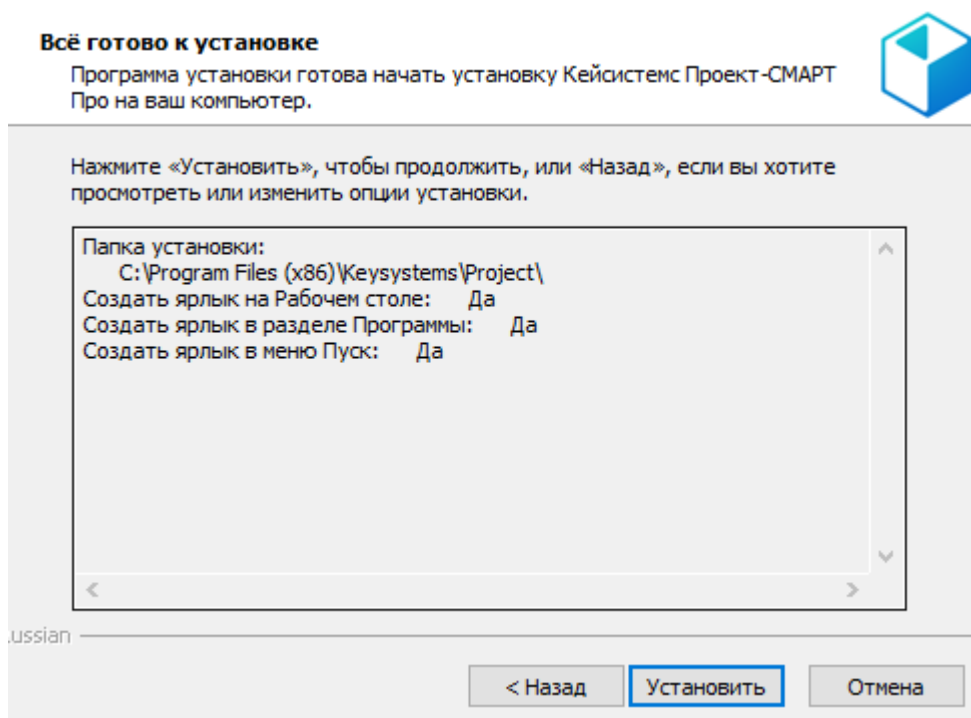 Всё готово к установке
Программа установки готова начать установку Кейсистемс Проект-СМАРТ
Про на ваш компьютер.
Нажмите «Установить», чтобы продолжить, или «Назад», если вы хотите
просмотреть или изменить опции установки.
Папка установки:
C:\Program Files (x86)\Keysystems\Project\
Создать ярлык на Рабочем столе: Да
Создать ярлык в разделе Программы: Да
Создать ярлык в меню Пуск: Да
ussian
< Назад Установить Отмена